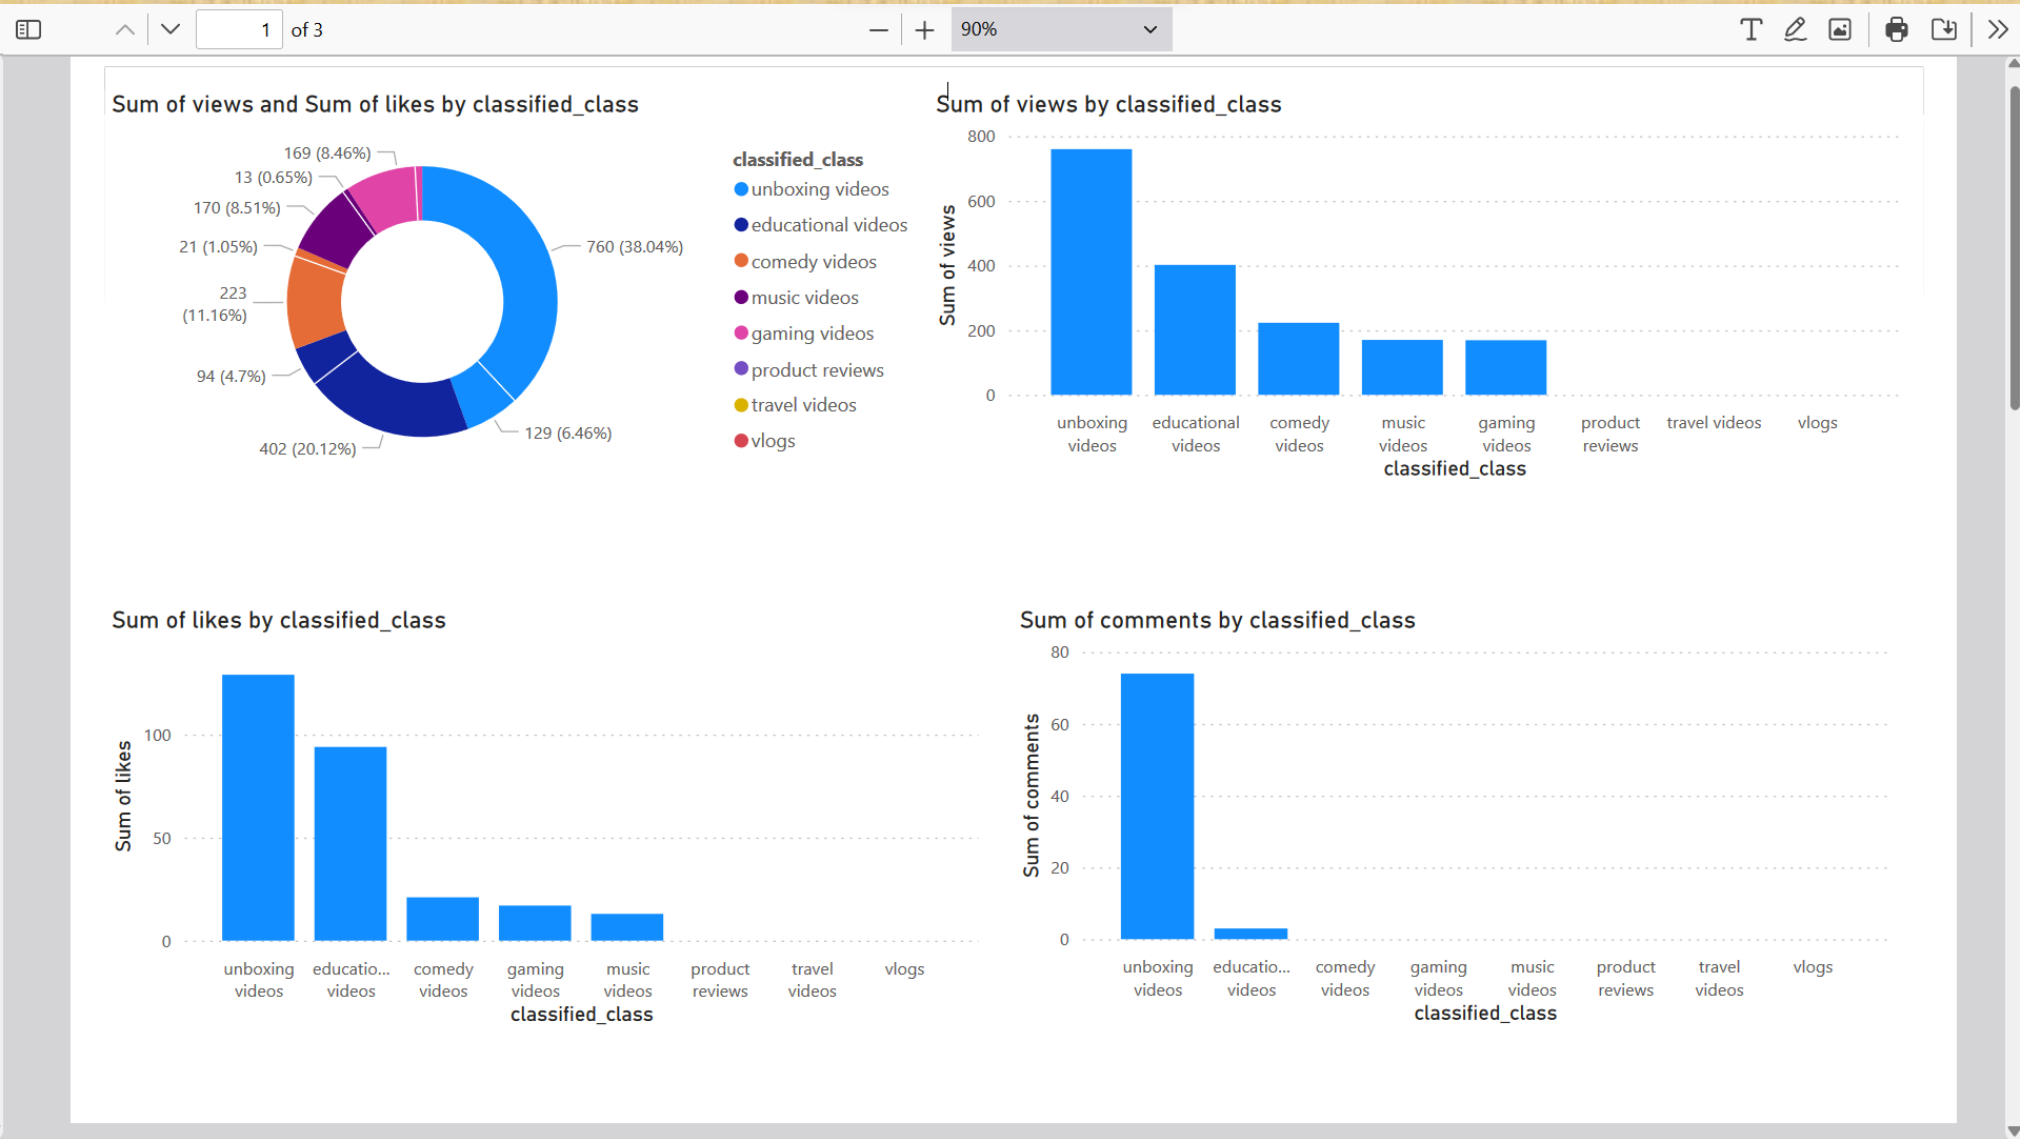 1 of 3
90%
Sum of views and Sum of likes by classified_class
169 (8.46%)
13 (0.65%)
170 (8.51%)
21 (1.05%)
223
(11.16%)
94 (4.7%)
402 (20.12%)
129 (6.46%)
760 (38.04%)
classified_class
unboxing videos
educational videos
comedy videos
music videos
gaming videos
product reviews
travel videos
vlogs
Sum of views by classified_class
Sum of views
800
600
400
200
0
unboxing videos
educational videos
comedy videos
music videos
gaming videos
product reviews
travel videos
vlogs
classified_class
Sum of likes by classified_class
Sum of likes
100
50
0
unboxing videos
educatio... videos
comedy videos
gaming videos
music videos
product reviews
travel videos
vlogs
classified_class
Sum of comments by classified_class
Sum of comments
80
60
40
20
0
unboxing videos
educatio... videos
comedy videos
gaming videos
music videos
product reviews
travel videos
vlogs
classified_class